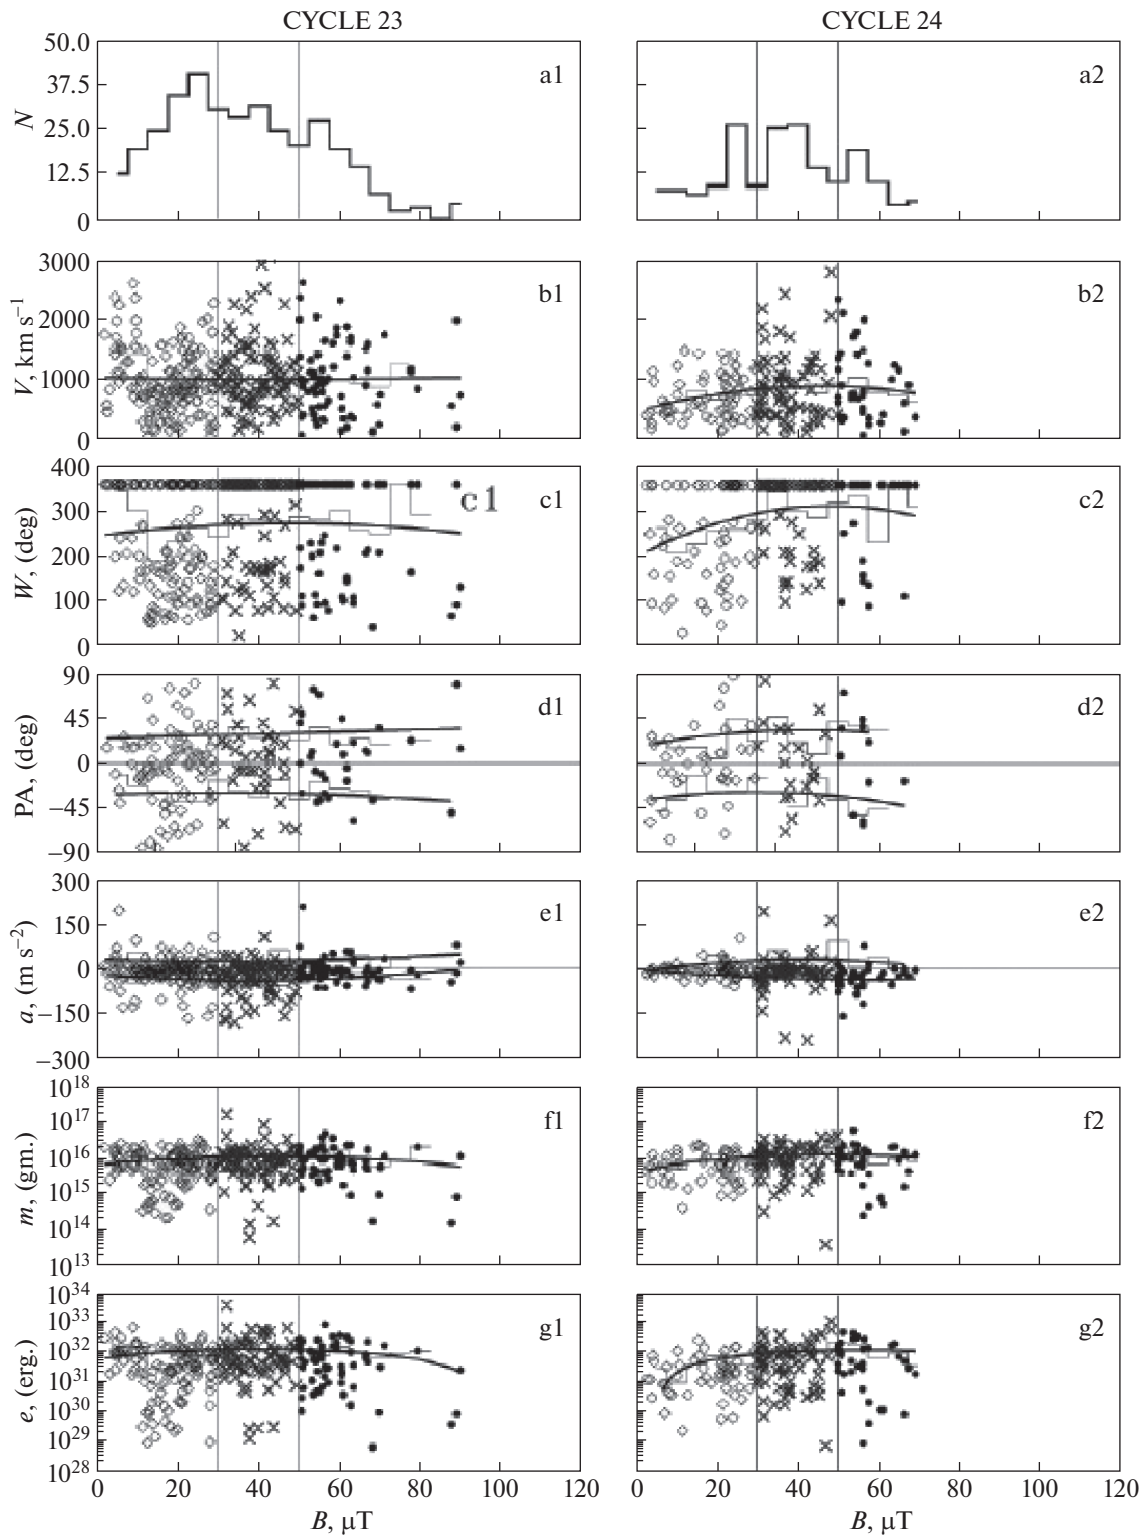 CYCLE 23
CYCLE 24
50.0
37.5
25.0
12.5
0
N
a1
a2
3000
2000
1000
0
V, km s⁻¹
b1
b2
400
300
200
100
0
W, (deg)
c1
c1
c2
90
45
0
−45
−90
PA, (deg)
d1
d2
300
150
0
−150
−300
a, (m s⁻²)
e1
e2
10¹⁸
10¹⁷
10¹⁶
10¹⁵
10¹⁴
10¹³
m, (gm.)
f1
f2
10³⁴
10³³
10³²
10³¹
10³⁰
10²⁹
10²⁸
e, (erg.)
g1
g2
0 20 40 60 80 100 120
0 20 40 60 80 100 120
B, μT
B, μT